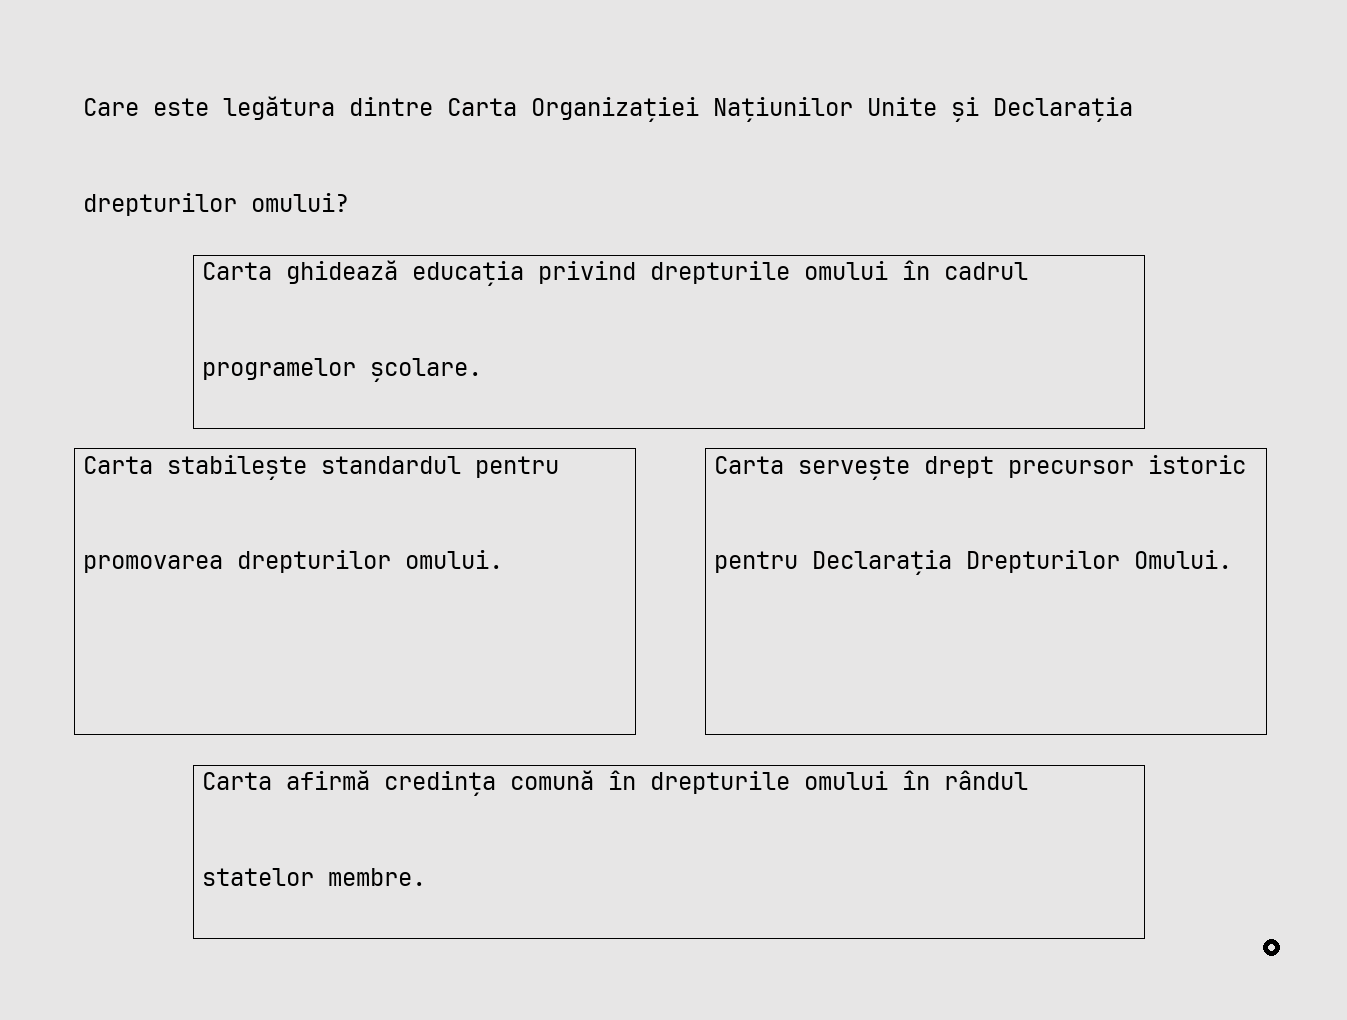 Care este legătura dintre Carta Organizației Națiunilor Unite și Declarația
drepturilor omului?
Carta ghidează educația privind drepturile omului în cadrul
programelor școlare.
Carta stabilește standardul pentru
promovarea drepturilor omului.
Carta servește drept precursor istoric
pentru Declarația Drepturilor Omului.
Carta afirmă credința comună în drepturile omului în rândul
statelor membre.